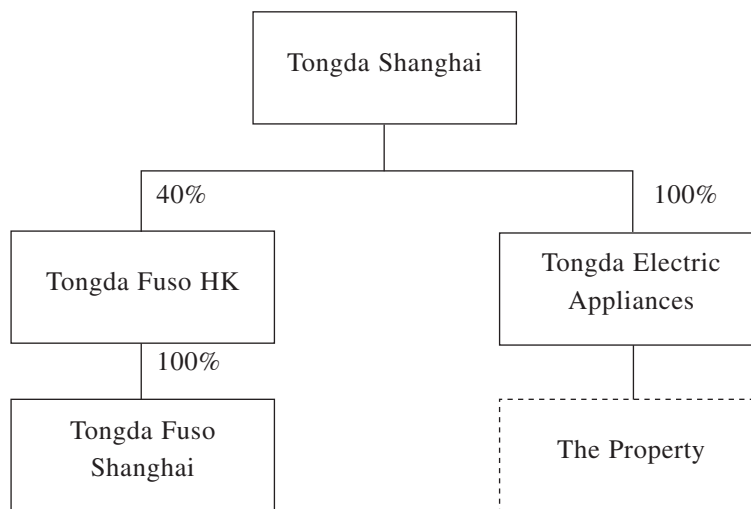 Tongda Shanghai
40%
100%
Tongda Fuso HK
Tongda Electric
Appliances
100%
Tongda Fuso
Shanghai
The Property